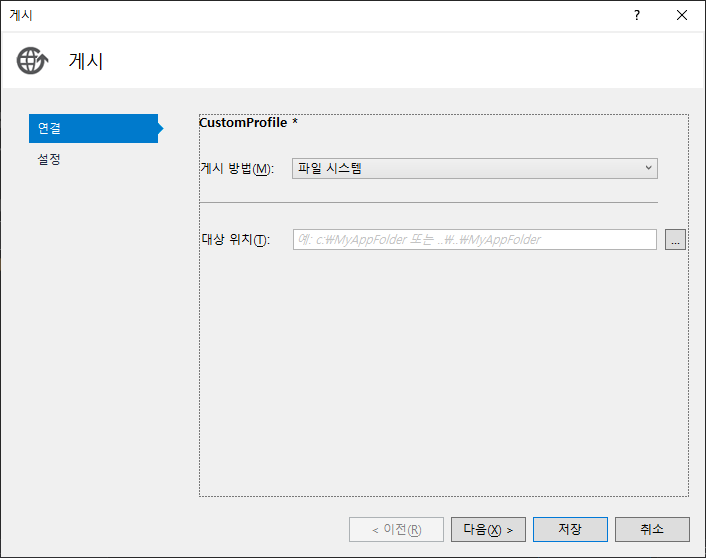 게시
?
게시
연결
설정
CustomProfile *
게시 방법(M):
파일 시스템
대상 위치(T):
예: c:₩MyAppFolder 또는 ..₩..₩MyAppFolder
...
< 이전(R)
다음(X) >
저장
취소